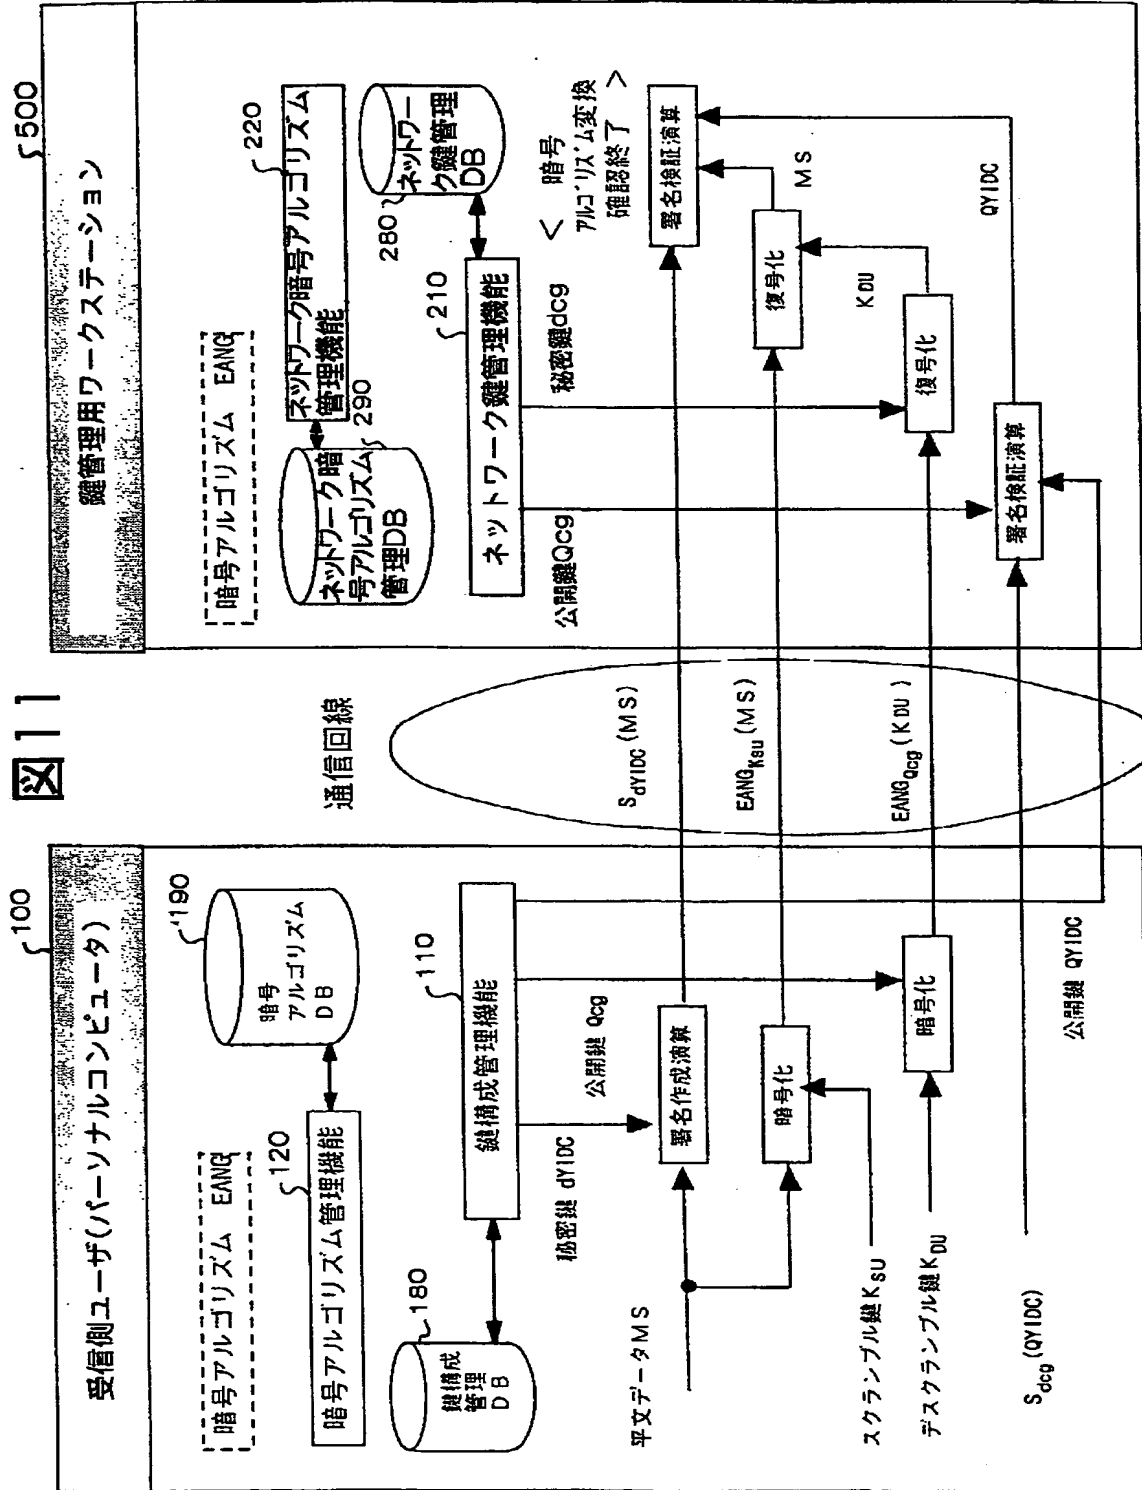 図11
100
受信側ユーザ(パーソナルコンピュータ)
暗号アルゴリズム EANG
120
暗号アルゴリズム管理機能
190
暗号
アルゴリズム
DB
180
鍵構成
管理
DB
110
鍵構成管理機能
秘密鍵 dYIDC
公開鍵 Qcg
平文データMS
署名作成演算
暗号化
スクランブル鍵KSU
デスクランブル鍵KDU
暗号化
Sdcg(QYIDC)
公開鍵 QYIDC
通信回線
SdYIDC(MS)
EANGKsu(MS)
EANGQcg(KDU)
500
鍵管理用ワークステーション
暗号アルゴリズム EANG
220
ネットワーク暗号アルゴリズム
管理機能
290
ネットワーク暗
号アルゴリズム
管理DB
280
ネットワー
ク鍵管理
DB
210
ネットワーク鍵管理機能
公開鍵Qcg
秘密鍵dcg
<暗号
アルゴリズム変換
確認終了>
署名検証演算
MS
復号化
KDU
復号化
QYIDC
署名検証演算